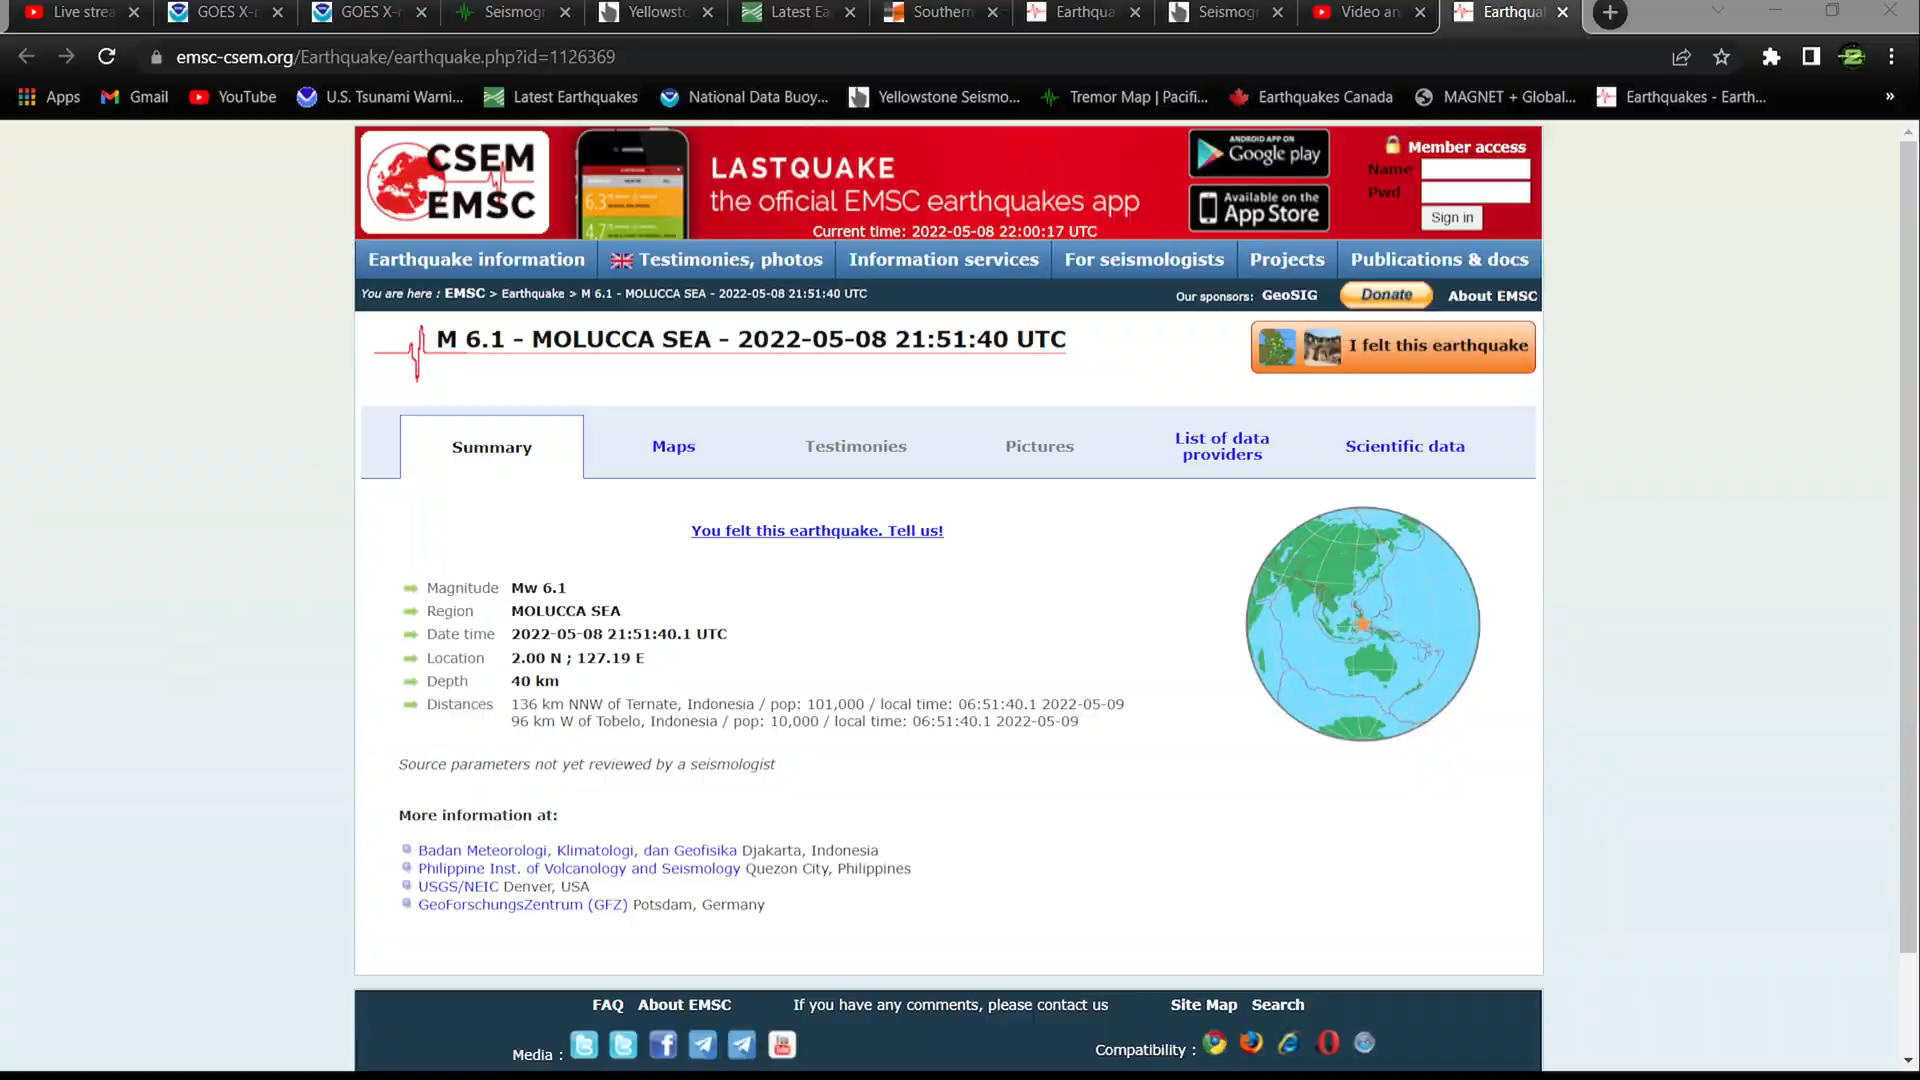 Live strea
GOES X-r
GOES X-r
Seismogr
Yellowsto
Latest Ea
Southern
Earthqua
Seismogr
Video an
Earthquak
emsc-csem.org/Earthquake/earthquake.php?id=1126369
Apps
Gmail
YouTube
U.S. Tsunami Warni...
Latest Earthquakes
National Data Buoy...
Yellowstone Seismo...
Tremor Map | Pacifi...
Earthquakes Canada
MAGNET + Global...
Earthquakes - Earth...
»
CSEM
EMSC
6.3
4.7
LASTQUAKE
the official EMSC earthquakes app
Current time: 2022-05-08 22:00:17 UTC
ANDROID APP ON
Google play
Available on the
App Store
Member access
Name
Pwd
Sign in
Earthquake information
Testimonies, photos
Information services
For seismologists
Projects
Publications & docs
You are here : EMSC > Earthquake > M 6.1 - MOLUCCA SEA - 2022-05-08 21:51:40 UTC
Our sponsors: GeoSIG
Donate
About EMSC
M 6.1 - MOLUCCA SEA - 2022-05-08 21:51:40 UTC
I felt this earthquake
Summary
Maps
Testimonies
Pictures
List of data
providers
Scientific data
You felt this earthquake. Tell us!
Magnitude Mw 6.1
Region MOLUCCA SEA
Date time 2022-05-08 21:51:40.1 UTC
Location 2.00 N ; 127.19 E
Depth 40 km
Distances 136 km NNW of Ternate, Indonesia / pop: 101,000 / local time: 06:51:40.1 2022-05-09
96 km W of Tobelo, Indonesia / pop: 10,000 / local time: 06:51:40.1 2022-05-09
Source parameters not yet reviewed by a seismologist
More information at:
Badan Meteorologi, Klimatologi, dan Geofisika Djakarta, Indonesia
Philippine Inst. of Volcanology and Seismology Quezon City, Philippines
USGS/NEIC Denver, USA
GeoForschungsZentrum (GFZ) Potsdam, Germany
FAQ
About EMSC
If you have any comments, please contact us
Site Map
Search
Media :
Compatibility :